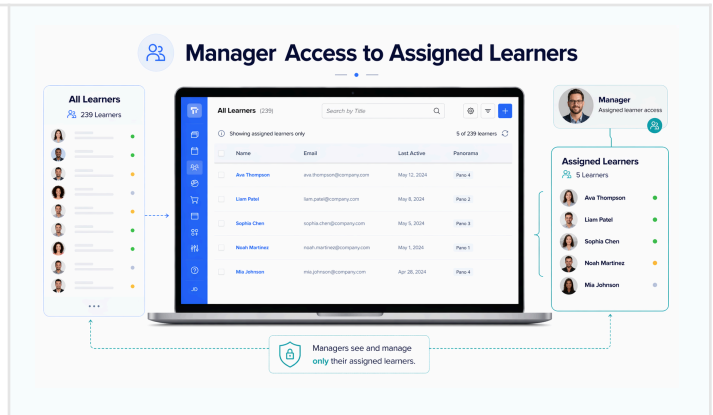 Manager Access to Assigned Learners
All Learners
239 Learners
All Learners (239)
Search by Title
Showing assigned learners only
5 of 239 learners
Name Email Last Active Panorama
Ava Thompson ava.thompson@company.com May 12, 2024 Pano 4
Liam Patel liam.patel@company.com May 8, 2024 Pano 2
Sophia Chen sophia.chen@company.com May 5, 2024 Pano 3
Noah Martinez noah.martinez@company.com May 1, 2024 Pano 1
Mia Johnson mia.johnson@company.com Apr 28, 2024 Pano 4
JD
Manager
Assigned learner access
Assigned Learners
5 Learners
Ava Thompson
Liam Patel
Sophia Chen
Noah Martinez
Mia Johnson
Managers see and manage
only their assigned learners.